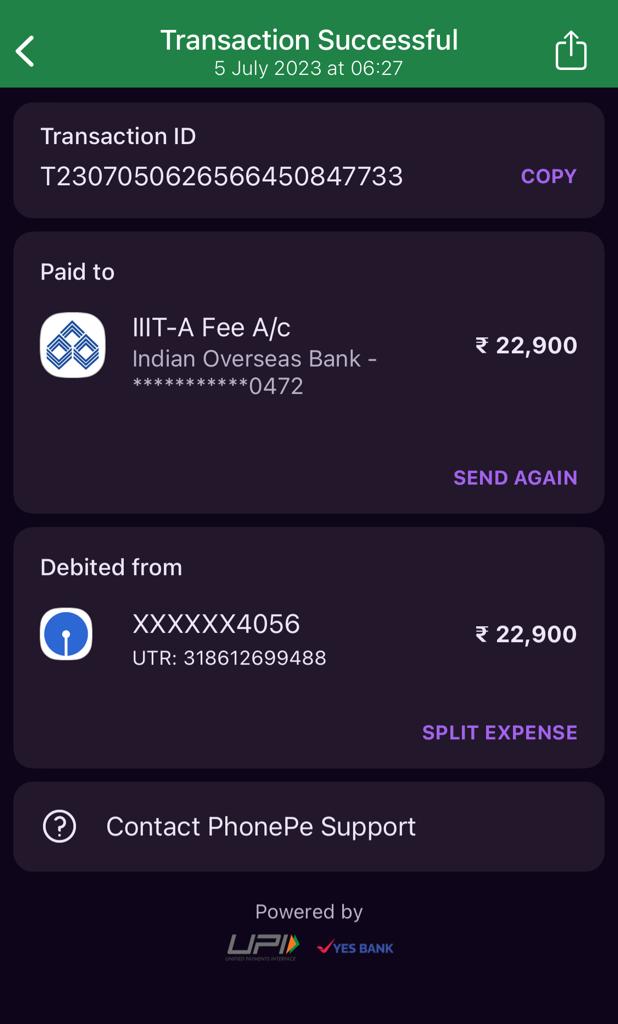 Transaction Successful
5 July 2023 at 06:27
Transaction ID
T2307050626566450847733
COPY
Paid to
IIIT-A Fee A/c
Indian Overseas Bank -
***********0472
₹ 22,900
SEND AGAIN
Debited from
XXXXXX4056
UTR: 318612699488
₹ 22,900
SPLIT EXPENSE
Contact PhonePe Support
Powered by
UPI
UNIFIED PAYMENTS INTERFACE
YES BANK